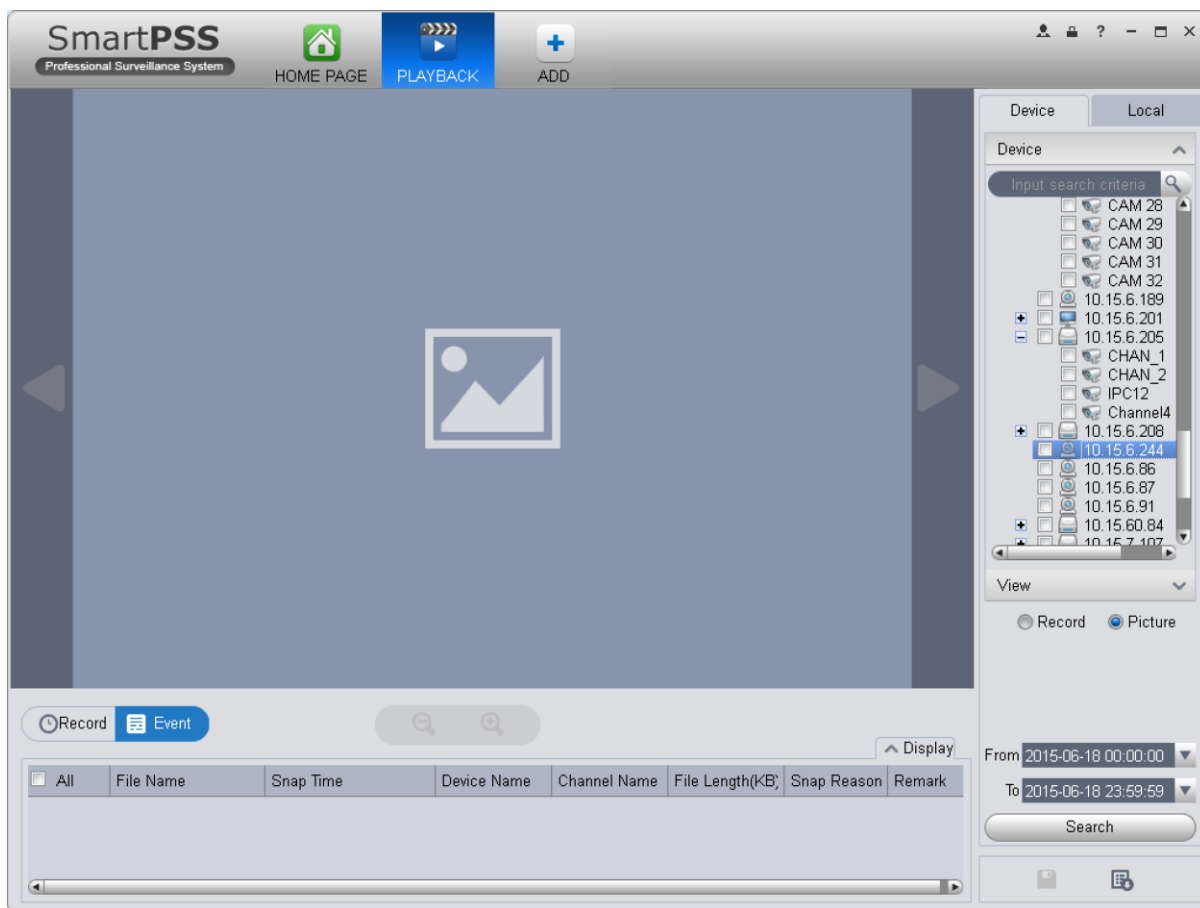 SmartPSS
Professional Surveillance System
HOME PAGE
PLAYBACK
ADD
?
Device
Local
Device
Input search criteria
CAM 28
CAM 29
CAM 30
CAM 31
CAM 32
10.15.6.189
10.15.6.201
10.15.6.205
CHAN_1
CHAN_2
IPC12
Channel4
10.15.6.208
10.15.6.244
10.15.6.86
10.15.6.87
10.15.6.91
10.15.60.84
10.15.7.107
View
Record
Picture
Record
Event
Display
All
File Name
Snap Time
Device Name
Channel Name
File Length(KB)
Snap Reason
Remark
From 2015-06-18 00:00:00
To 2015-06-18 23:59:59
Search